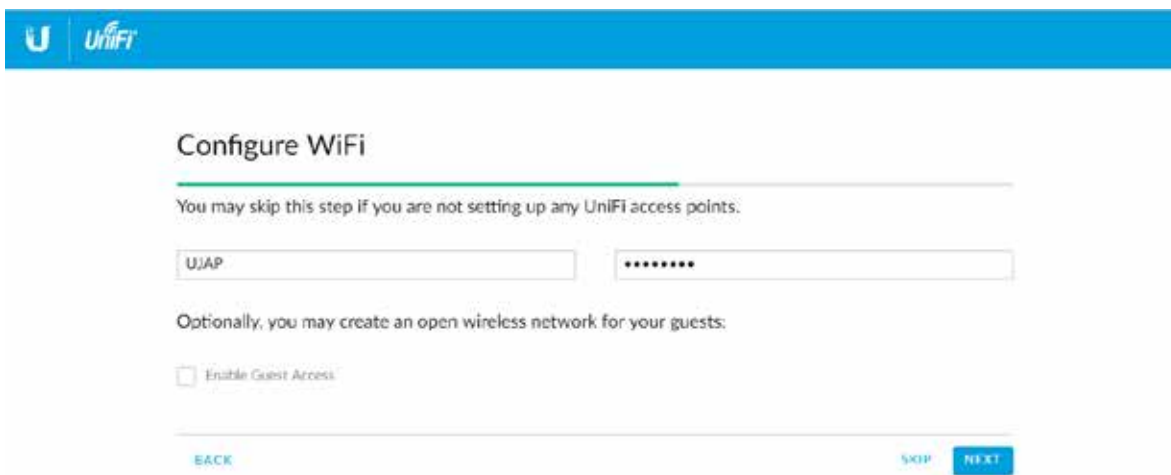 U UniFi
Configure WiFi
You may skip this step if you are not setting up any UniFi access points.
UJAP ••••••••
Optionally, you may create an open wireless network for your guests:
Enable Guest Access
BACK SKIP NEXT